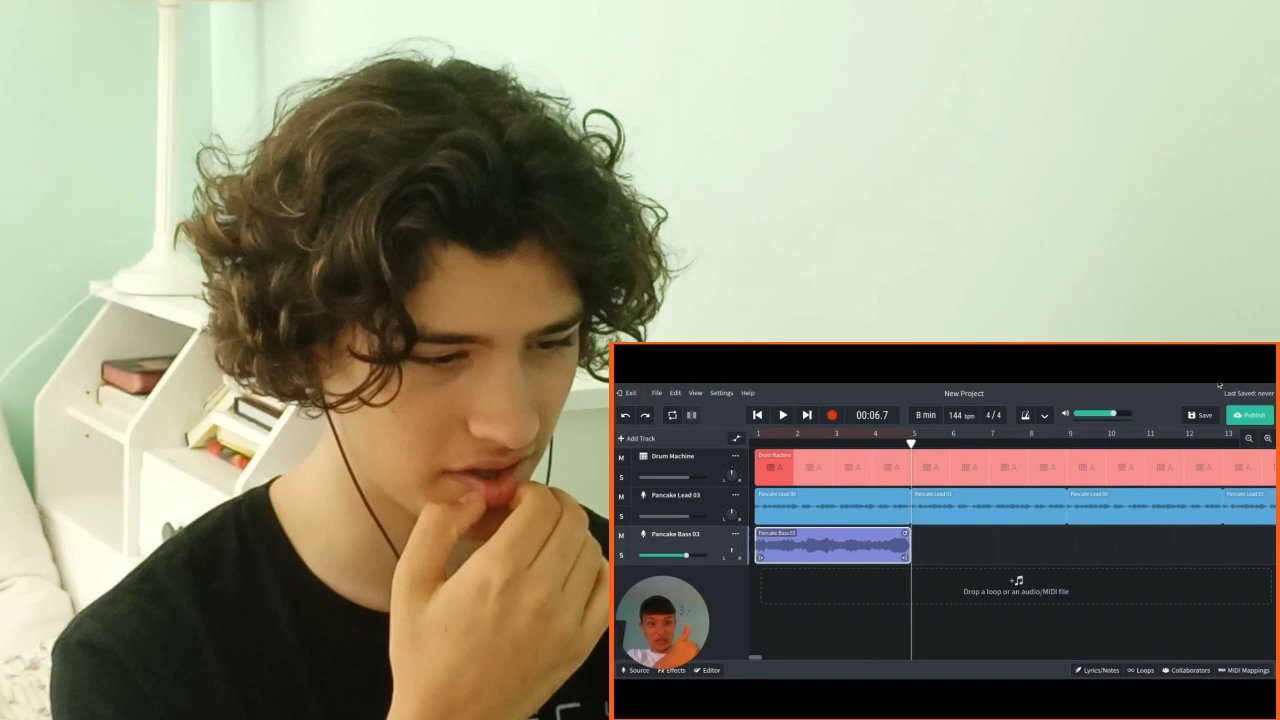 Exit File Edit View Settings Help New Project Last Saved: never
00:06.7 B min 144 bpm 4 / 4 Save Publish
Add Track 1 2 3 4 5 6 7 8 9 10 11 12 13
M Drum Machine Drum Machine
A A A A A A A A A A A A A
S L R
M Pancake Lead 03 Pancake Lead 03 Pancake Lead 03 Pancake Lead 03 Pancake Lead 03
S L R
M Pancake Bass 03 Pancake Bass 03
S L R
Drop a loop or an audio/MIDI file
Source Fx Effects Editor Lyrics/Notes Loops Collaborators MIDI Mappings